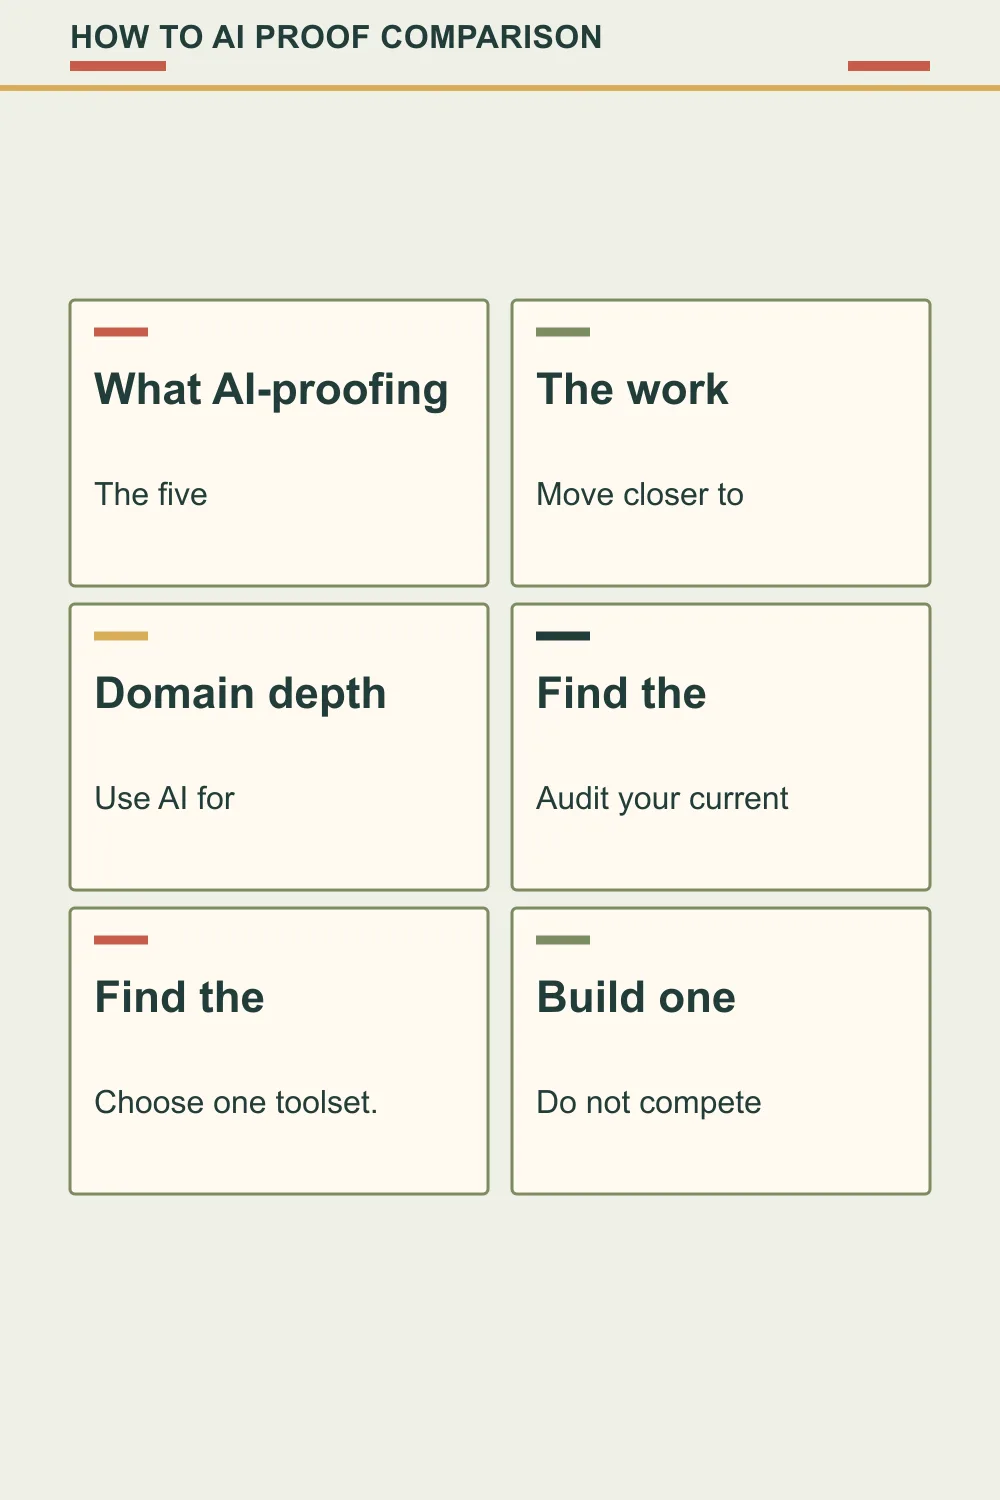 HOW TO AI PROOF COMPARISON
What AI-proofing
The five
The work
Move closer to
Domain depth
Use AI for
Find the
Audit your current
Find the
Choose one toolset.
Build one
Do not compete